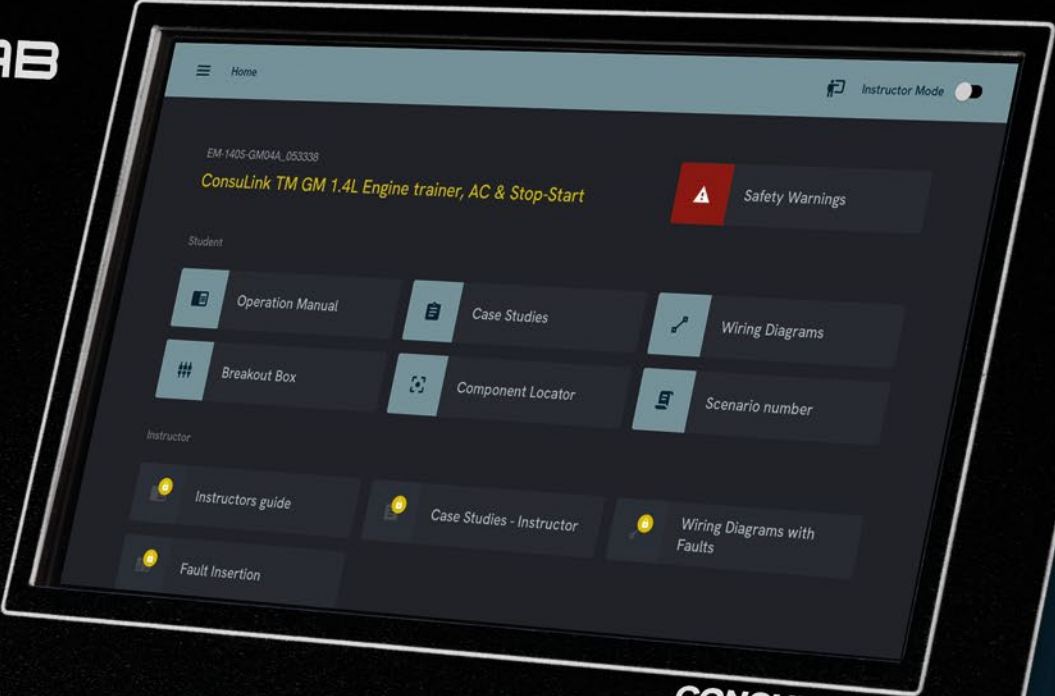 AB
Home
Instructor Mode
EM-1405-GM04A_053338
ConsuLink TM GM 1.4L Engine trainer, AC & Stop-Start
Safety Warnings
Student
Operation Manual
Case Studies
Wiring Diagrams
Breakout Box
Component Locator
Scenario number
Instructor
Instructors guide
Case Studies - Instructor
Wiring Diagrams with
Faults
Fault Insertion